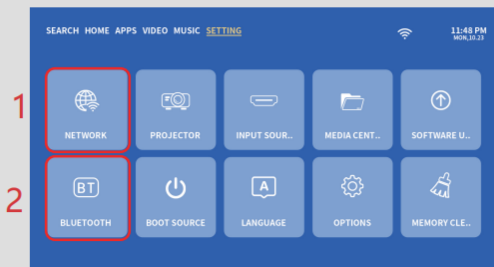 SEARCH HOME APPS VIDEO MUSIC SETTING
11:48 PM
MON,10.23
1
NETWORK PROJECTOR INPUT SOUR.. MEDIA CENT.. SOFTWARE U..
2
BT A
BLUETOOTH BOOT SOURCE LANGUAGE OPTIONS MEMORY CLE..